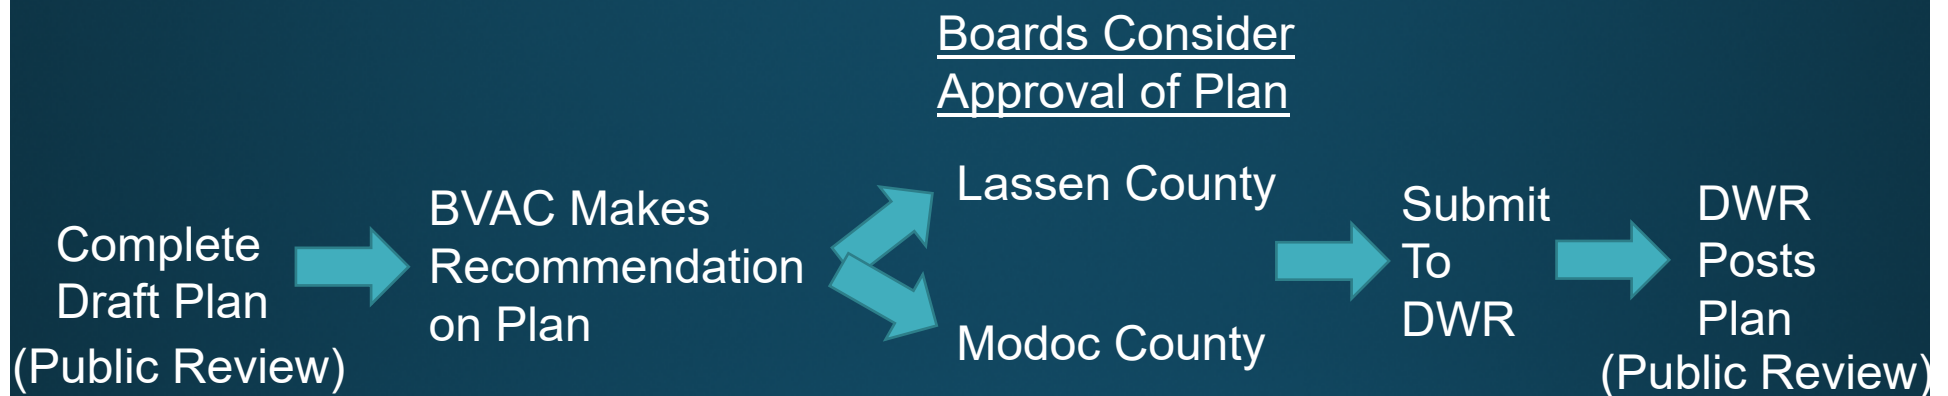 Complete
Draft Plan
(Public Review)
BVAC Makes
Recommendation
on Plan
Boards Consider
Approval of Plan
Lassen County
Modoc County
Submit
To
DWR
DWR
Posts
Plan
(Public Review)